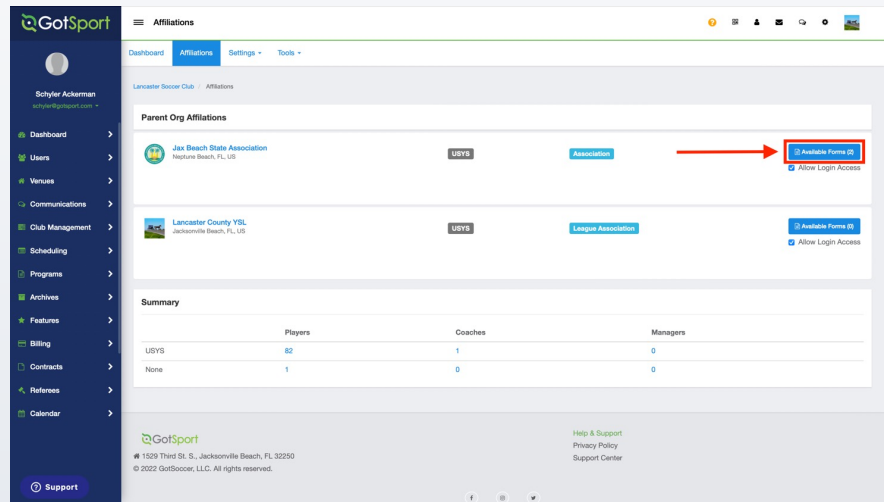 GotSport
Affiliations
Schyler Ackerman
schyler@gotsport.com
Dashboard
Users
Venues
Communications
Club Management
Scheduling
Programs
Archives
Features
Billing
Contracts
Referees
Calendar
Support
Dashboard Affiliations Settings Tools
Lancaster Soccer Club / Affiliations
Parent Org Affilations
Jax Beach State Association
Neptune Beach, FL, US
USYS
Association
Available Forms (2)
Allow Login Access
Lancaster County YSL
Jacksonville Beach, FL, US
USYS
League Association
Available Forms (0)
Allow Login Access
Summary
Players Coaches Managers
USYS 82 1 0
None 1 0 0
GotSport
1529 Third St. S., Jacksonville Beach, FL 32250
© 2022 GotSoccer, LLC. All rights reserved.
Help & Support
Privacy Policy
Support Center